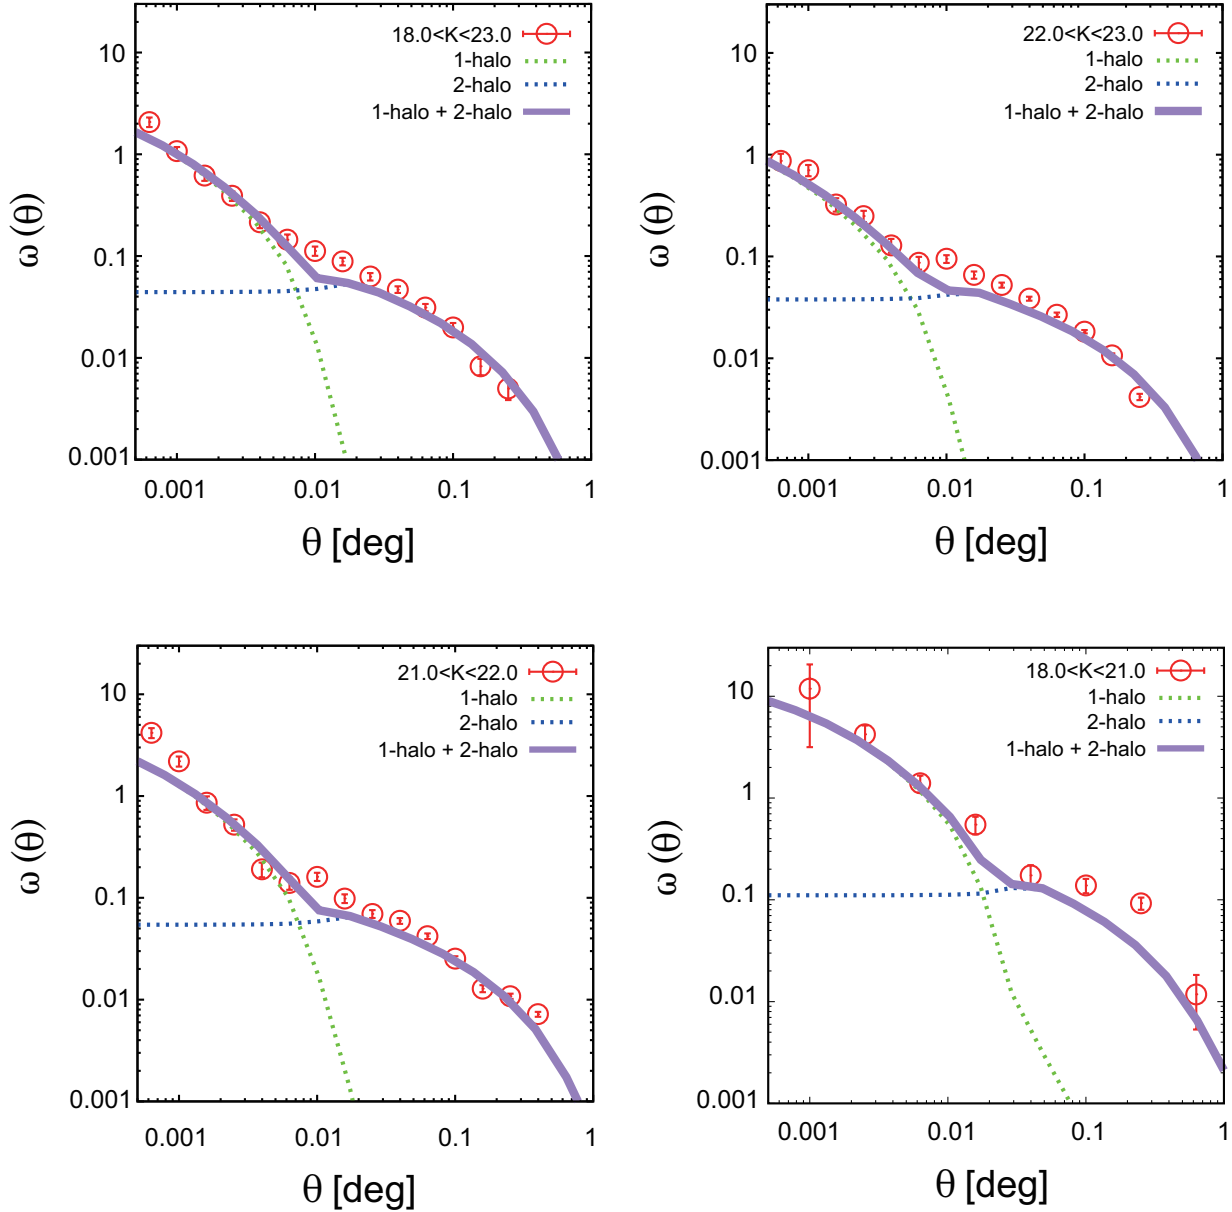 18.0<K<23.0
1-halo
2-halo
1-halo + 2-halo
10
1
0.1
0.01
0.001
ω (θ)
0.001 0.01 0.1 1
θ [deg]
22.0<K<23.0
1-halo
2-halo
1-halo + 2-halo
10
1
0.1
0.01
0.001
ω (θ)
0.001 0.01 0.1 1
θ [deg]
21.0<K<22.0
1-halo
2-halo
1-halo + 2-halo
10
1
0.1
0.01
0.001
ω (θ)
0.001 0.01 0.1 1
θ [deg]
18.0<K<21.0
1-halo
2-halo
1-halo + 2-halo
10
1
0.1
0.01
0.001
ω (θ)
0.001 0.01 0.1 1
θ [deg]